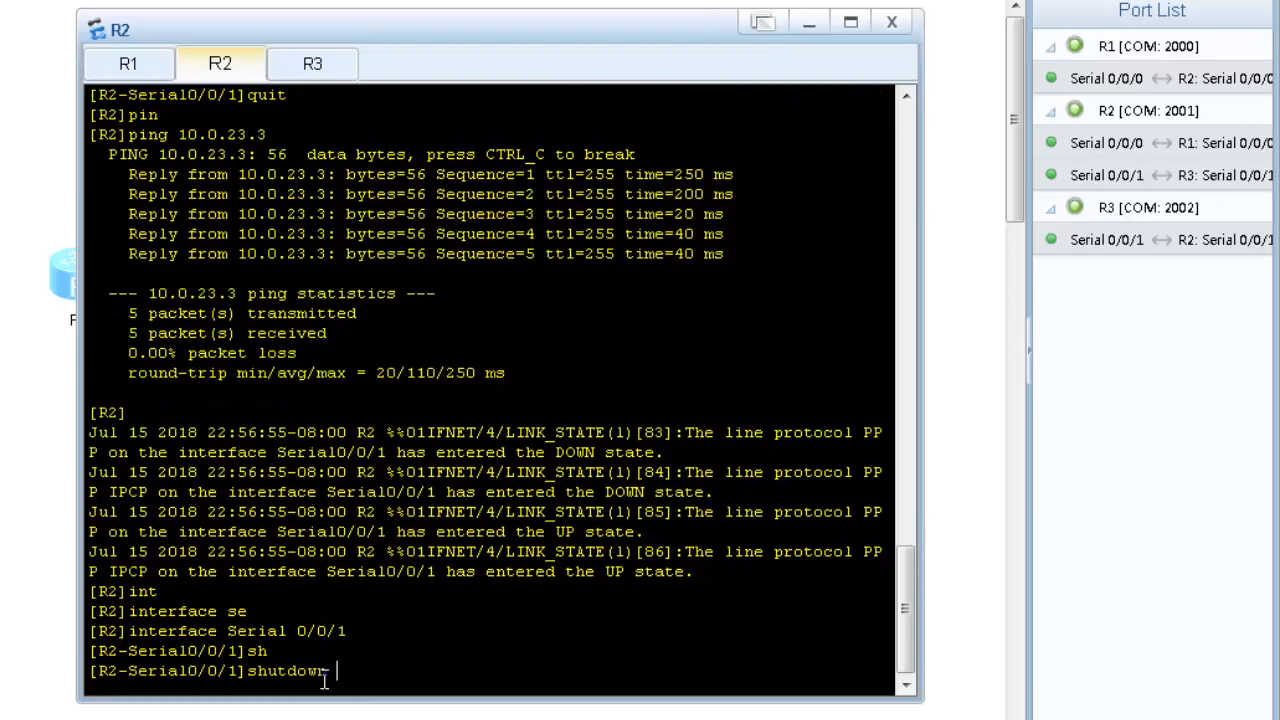 R2
R1
R2
R3
[R2-Serial0/0/1]quit
[R2]pin
[R2]ping 10.0.23.3
PING 10.0.23.3: 56  data bytes, press CTRL_C to break
Reply from 10.0.23.3: bytes=56 Sequence=1 ttl=255 time=250 ms
Reply from 10.0.23.3: bytes=56 Sequence=2 ttl=255 time=200 ms
Reply from 10.0.23.3: bytes=56 Sequence=3 ttl=255 time=20 ms
Reply from 10.0.23.3: bytes=56 Sequence=4 ttl=255 time=40 ms
Reply from 10.0.23.3: bytes=56 Sequence=5 ttl=255 time=40 ms
--- 10.0.23.3 ping statistics ---
5 packet(s) transmitted
5 packet(s) received
0.00% packet loss
round-trip min/avg/max = 20/110/250 ms
[R2]
Jul 15 2018 22:56:55-08:00 R2 %%01IFNET/4/LINK_STATE(l)[83]:The line protocol PP
P on the interface Serial0/0/1 has entered the DOWN state.
Jul 15 2018 22:56:55-08:00 R2 %%01IFNET/4/LINK_STATE(l)[84]:The line protocol PP
P IPCP on the interface Serial0/0/1 has entered the DOWN state.
Jul 15 2018 22:56:55-08:00 R2 %%01IFNET/4/LINK_STATE(l)[85]:The line protocol PP
P on the interface Serial0/0/1 has entered the UP state.
Jul 15 2018 22:56:55-08:00 R2 %%01IFNET/4/LINK_STATE(l)[86]:The line protocol PP
P IPCP on the interface Serial0/0/1 has entered the UP state.
[R2]int
[R2]interface se
[R2]interface Serial 0/0/1
[R2-Serial0/0/1]sh
[R2-Serial0/0/1]shutdown
Port List
R1 [COM: 2000]
Serial 0/0/0 ⇔ R2: Serial 0/0/0
R2 [COM: 2001]
Serial 0/0/0 ⇔ R1: Serial 0/0/0
Serial 0/0/1 ⇔ R3: Serial 0/0/1
R3 [COM: 2002]
Serial 0/0/1 ⇔ R2: Serial 0/0/1